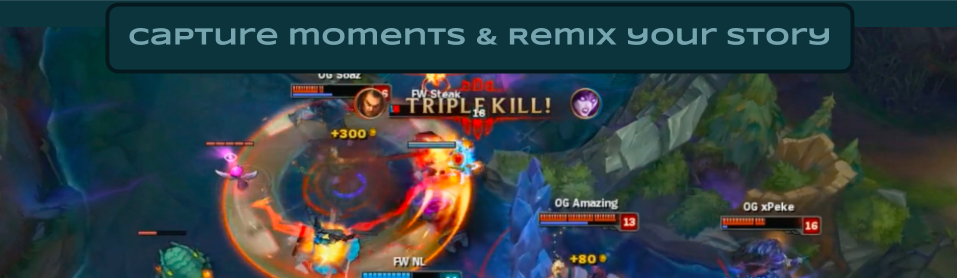 CAPTURE MOMENTS & REMIX YOUR STORY
OG Soaz
FW Steak
TRIPLE KILL!
16
+300
OG Amazing
13
OG xPeke
16
FW NL
+80